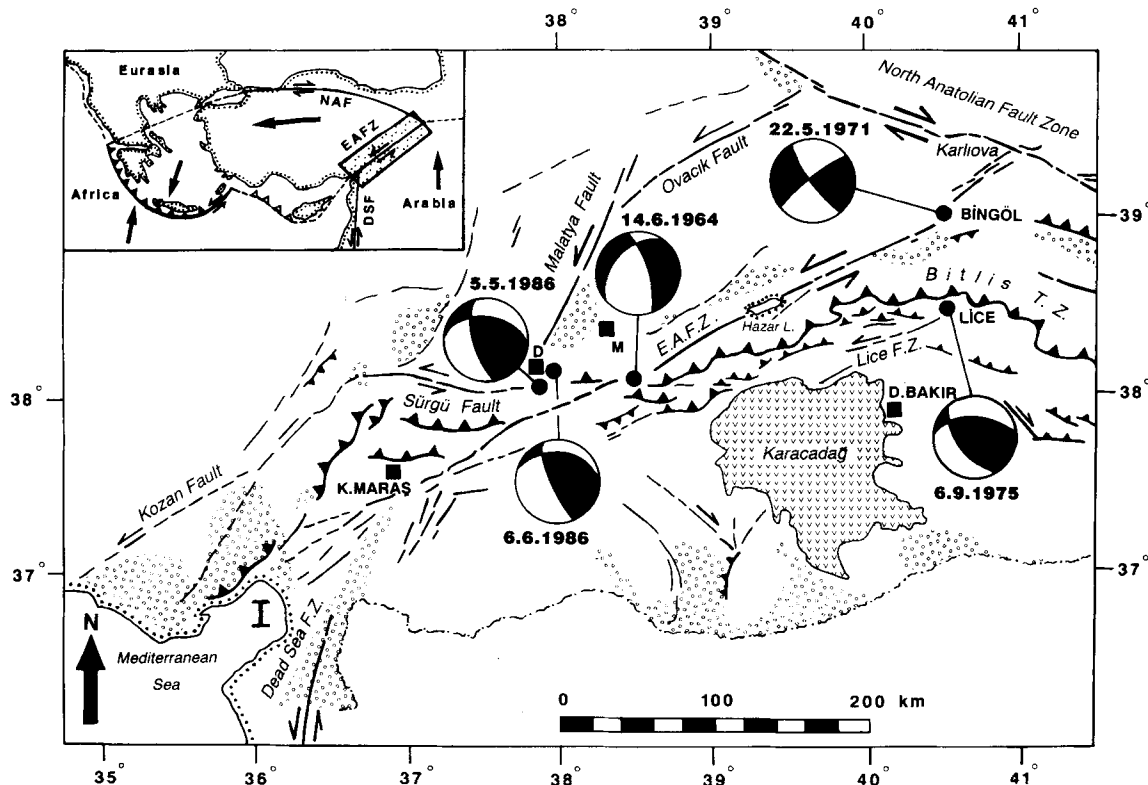 38° 39° 40° 41°
Eurasia
NAF
EAFZ
Africa
Arabia
DSF
North Anatolian Fault Zone
22.5.1971
Karlıova
Ovacık Fault
BİNGÖL
39°
14.6.1964
Malatya Fault
5.5.1986
Bitlis
T. Z.
Hazar L.
LİCE
E.A.F.Z.
D
M
Lice F.Z.
38°
38°
D.BAKIR
Sürgü Fault
Karacadağ
K.MARAŞ
6.9.1975
Kozan Fault
6.6.1986
37°
37°
I
N
Mediterranean
Sea
Dead Sea F.Z.
0 100 200 km
35° 36° 37° 38° 39° 40° 41°